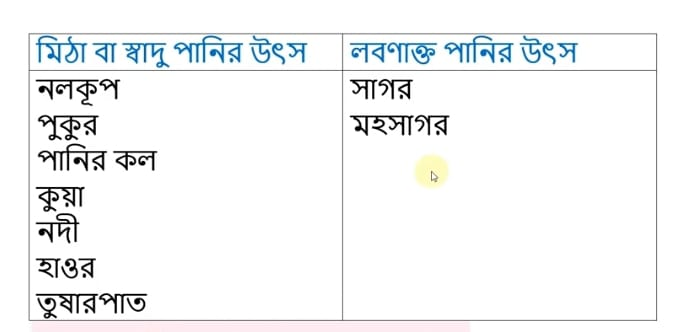 মিঠা বা স্বাদু পানির উৎস
লবণাক্ত পানির উৎস
নলকূপ
সাগর
পুকুর
মহসাগর
পানির কল
কুয়া
নদী
হাওর
তুষারপাত